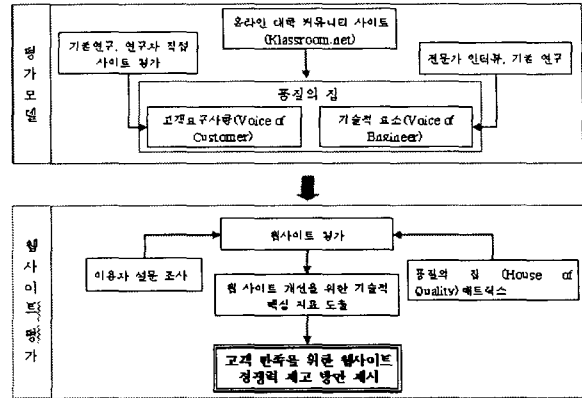 평가모델
온라인 대학 커뮤니티 사이트
(Klassroom.net)
기존연구, 연구자 직접
사이트 평가
전문가 인터뷰, 기존 연구
품질의 집
고객요구사항(Voice of
Customer)
기술적 요소(Voice of
Engineer)
웹사이트평가
웹사이트 평가
이용자 설문 조사
품질의 집 (House of
Quality)매트릭스
웹 사이트 개선을 위한 기술적
핵심 지표 도출
고객 만족을 위한 웹사이트
경쟁력 제고 방안 제시